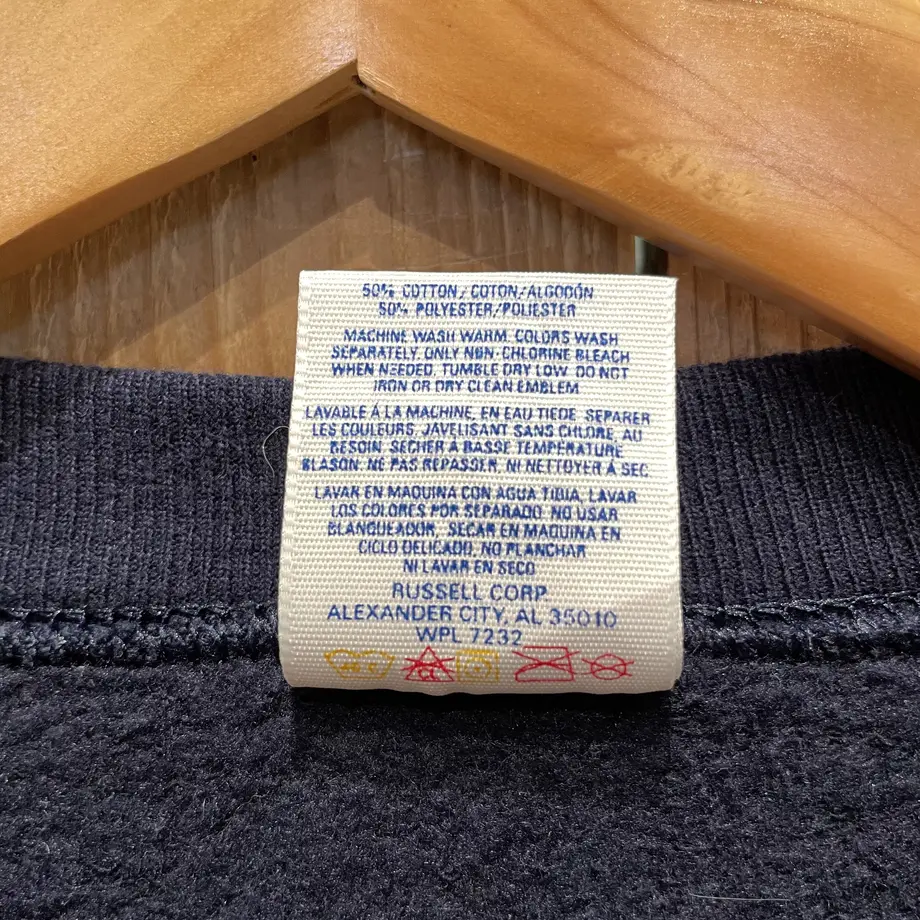 50% COTTON/COTON/ALGODÓN
50% POLYESTER/POLIESTER
MACHINE WASH WARM, COLORS WASH
SEPARATELY, ONLY NON-CHLORINE BLEACH
WHEN NEEDED, TUMBLE DRY LOW, DO NOT
IRON OR DRY CLEAN EMBLEM
LAVABLE À LA MACHINE, EN EAU TIEDE, SEPARER
LES COULEURS, JAVELISANT SANS CHLORE, AU
BESOIN, SECHER A BASSE TEMPÉRATURE
BLASON: NE PAS REPASSER, NI NETTOYER À SEC
LAVAR EN MAQUINA CON AGUA TIBIA, LAVAR
LOS COLORES POR SEPARADO, NO USAR
BLANQUEADOR, SECAR EN MAQUINA EN
CICLO DELICADO, NO PLANCHAR
NI LAVAR EN SECO
RUSSELL CORP.
ALEXANDER CITY, AL 35010
WPL 7232